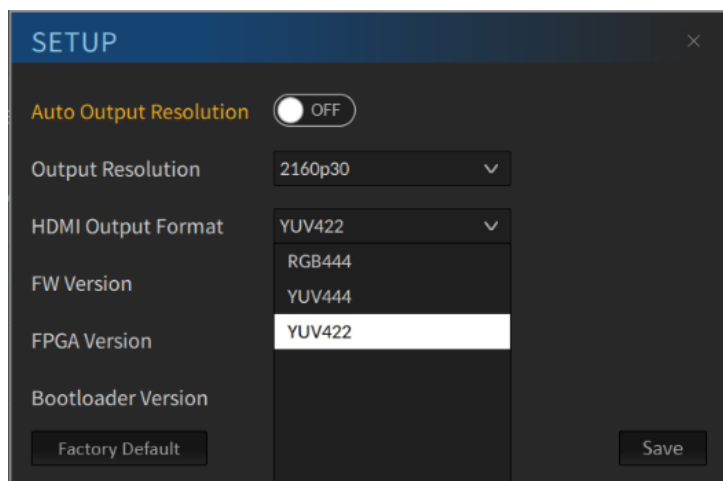 SETUP
Auto Output Resolution OFF
Output Resolution 2160p30
HDMI Output Format YUV422
RGB444
FW Version
YUV444
YUV422
FPGA Version
Bootloader Version
Factory Default Save